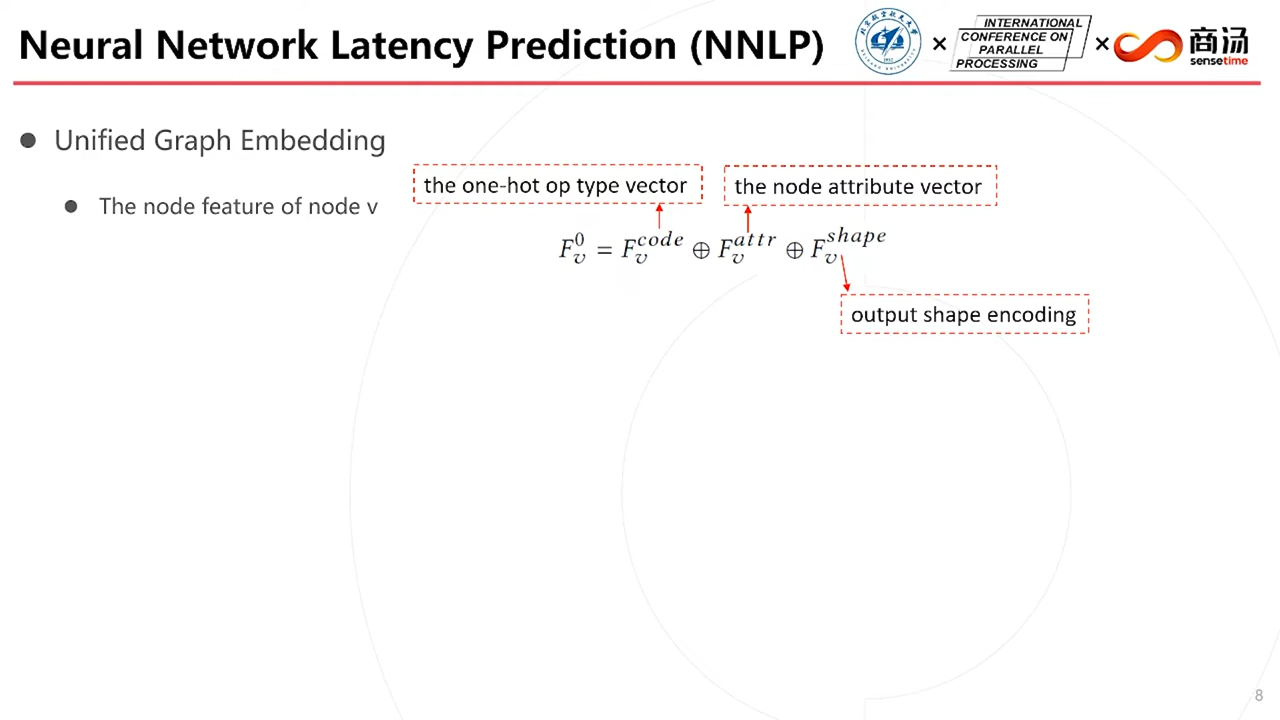 Neural Network Latency Prediction (NNLP)
×
INTERNATIONAL
CONFERENCE ON
PARALLEL
PROCESSING
×
商汤
sensetime
● Unified Graph Embedding
● The node feature of node v
the one-hot op type vector
the node attribute vector
F_v^0 = F_v^{code} ⊕ F_v^{attr} ⊕ F_v^{shape}
output shape encoding
8